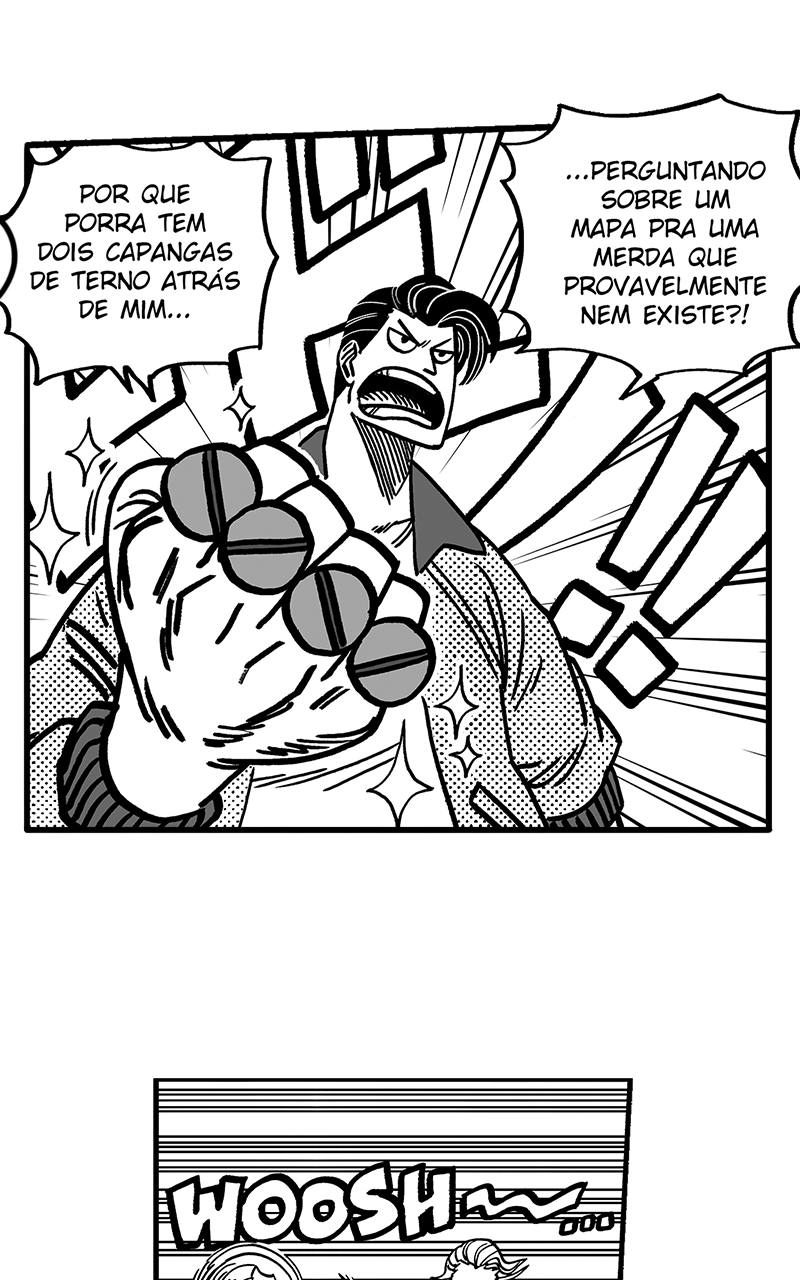 POR QUE
PORRA TEM
DOIS CAPANGAS
DE TERNO ATRÁS
DE MIM...
...PERGUNTANDO
SOBRE UM
MAPA PRA UMA
MERDA QUE
PROVAVELMENTE
NEM EXISTE?!
!!
WOOSH~...